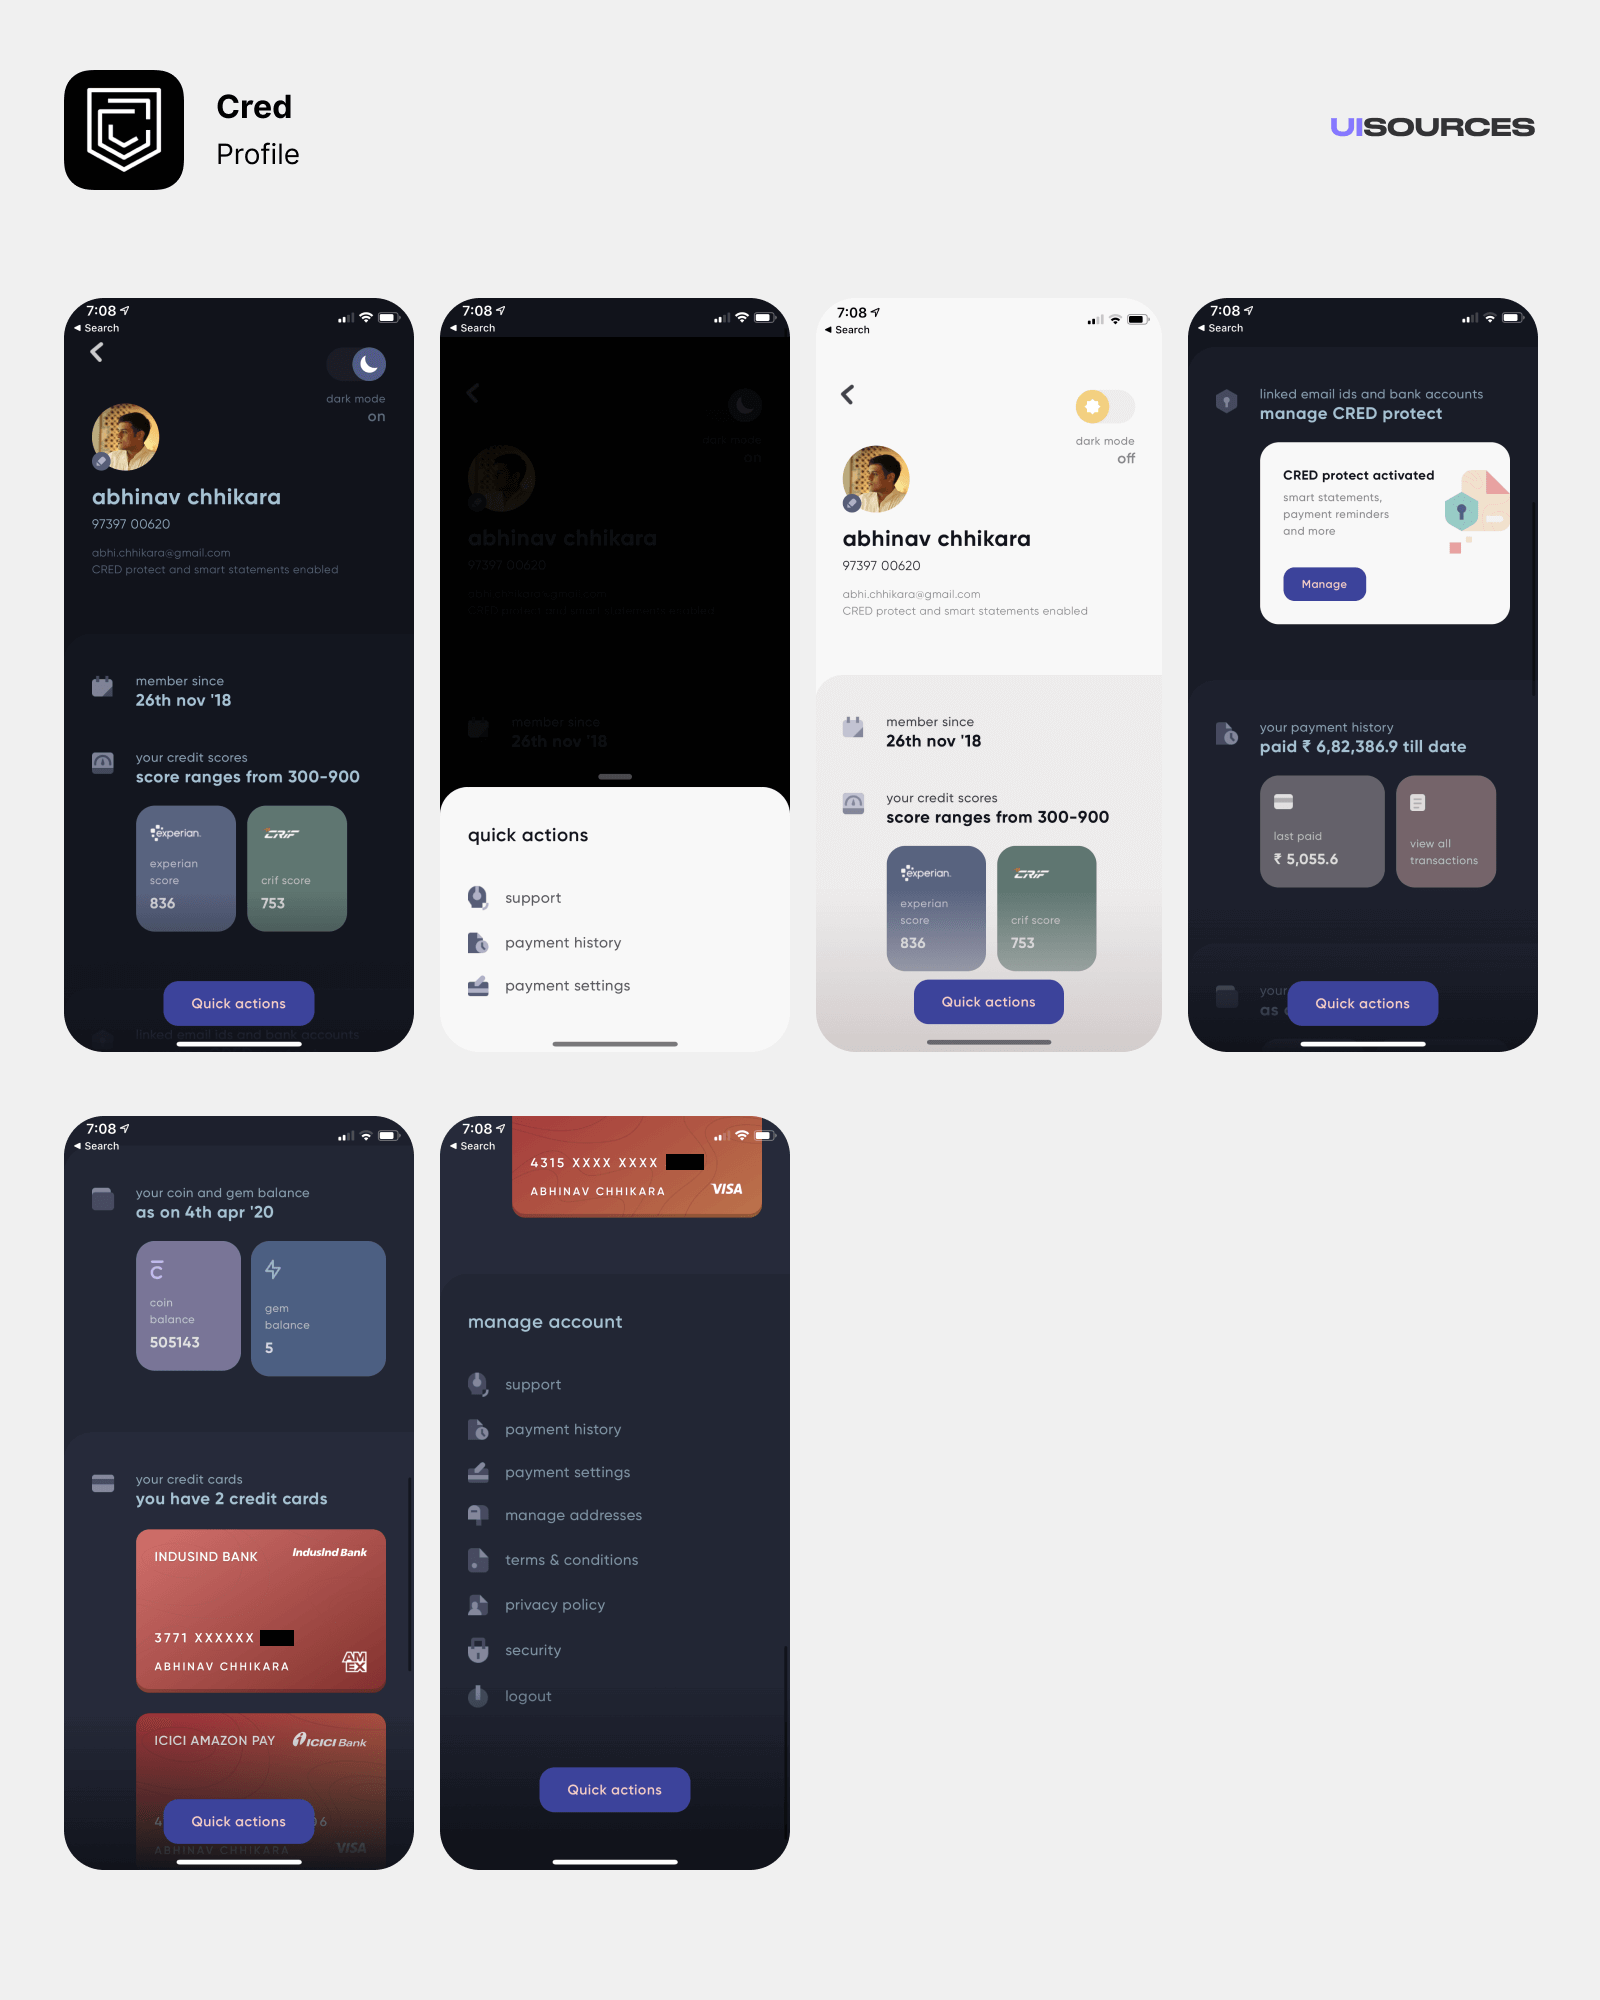 Cred
Profile
UISOURCES
7:08
◀ Search
dark mode
on
abhinav chhikara
97397 00620
abhi.chhikara@gmail.com
CRED protect and smart statements enabled
member since
26th nov '18
your credit scores
score ranges from 300-900
experian.
experian
score
836
CRIF
crif score
753
Quick actions
linked email ids and bank accounts
7:08
◀ Search
dark mode
on
abhinav chhikara
97397 00620
abhi.chhikara@gmail.com
CRED protect and smart statements enabled
member since
26th nov '18
quick actions
support
payment history
payment settings
7:08
◀ Search
dark mode
off
abhinav chhikara
97397 00620
abhi.chhikara@gmail.com
CRED protect and smart statements enabled
member since
26th nov '18
your credit scores
score ranges from 300-900
experian.
experian
score
836
CRIF
crif score
753
Quick actions
7:08
◀ Search
linked email ids and bank accounts
manage CRED protect
CRED protect activated
smart statements,
payment reminders
and more
Manage
your payment history
paid ₹ 6,82,386.9 till date
last paid
₹ 5,055.6
view all
transactions
your
as
Quick actions
7:08
◀ Search
your coin and gem balance
as on 4th apr '20
coin
balance
505143
gem
balance
5
your credit cards
you have 2 credit cards
INDUSIND BANK
IndusInd Bank
3771 XXXXXX
ABHINAV CHHIKARA
AMEX
ICICI AMAZON PAY
ICICI Bank
Quick actions
ABHINAV CHHIKARA
VISA
7:08
◀ Search
4315 XXXX XXXX
ABHINAV CHHIKARA
VISA
manage account
support
payment history
payment settings
manage addresses
terms & conditions
privacy policy
security
logout
Quick actions